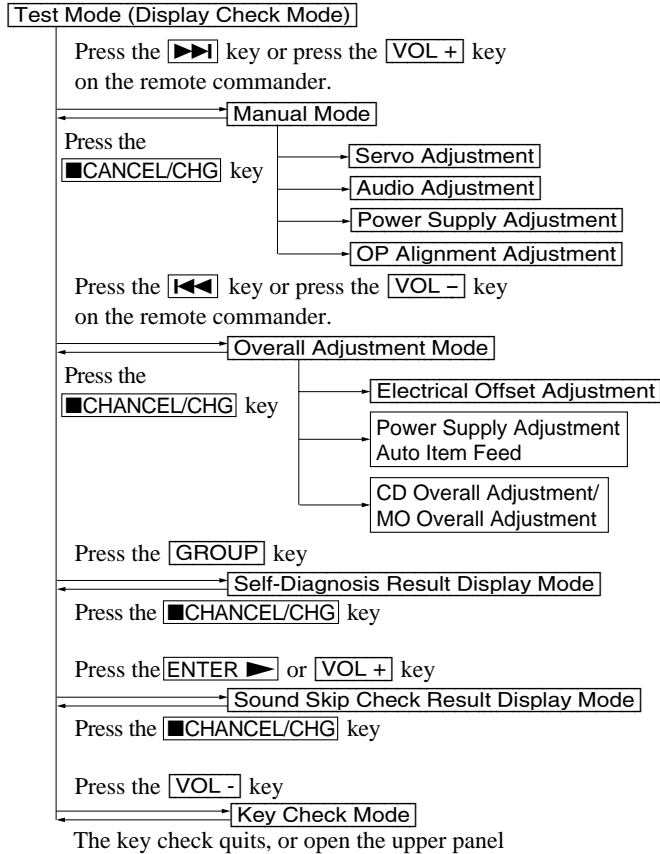 Test Mode (Display Check Mode)
Press the ▶▶I key or press the VOL + key
on the remote commander.
Manual Mode
Press the
■CANCEL/CHG key
Servo Adjustment
Audio Adjustment
Power Supply Adjustment
OP Alignment Adjustment
Press the I◀◀ key or press the VOL – key
on the remote commander.
Overall Adjustment Mode
Press the
■CHANCEL/CHG key
Electrical Offset Adjustment
Power Supply Adjustment
Auto Item Feed
CD Overall Adjustment/
MO Overall Adjustment
Press the GROUP key
Self-Diagnosis Result Display Mode
Press the ■CHANCEL/CHG key
Press the ENTER ▶ or VOL + key
Sound Skip Check Result Display Mode
Press the ■CHANCEL/CHG key
Press the VOL - key
Key Check Mode
The key check quits, or open the upper panel